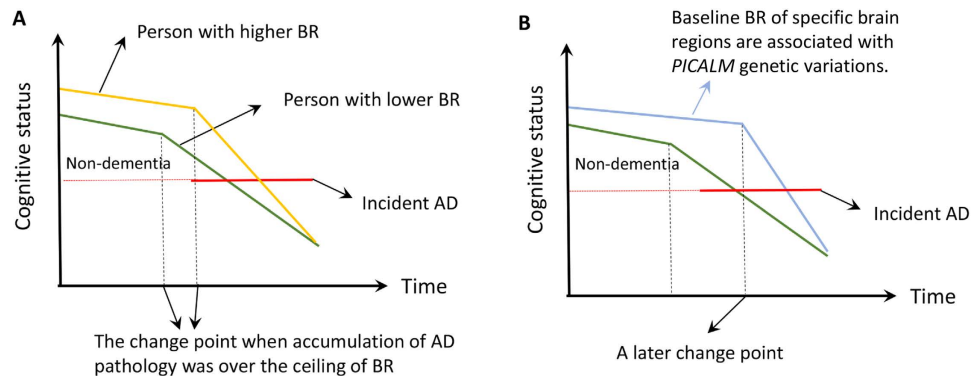 A
Person with higher BR
Person with lower BR
Cognitive status
Non-dementia
Incident AD
Time
The change point when accumulation of AD
pathology was over the ceiling of BR
B
Baseline BR of specific brain
regions are associated with
PICALM genetic variations.
Cognitive status
Non-dementia
Incident AD
Time
A later change point